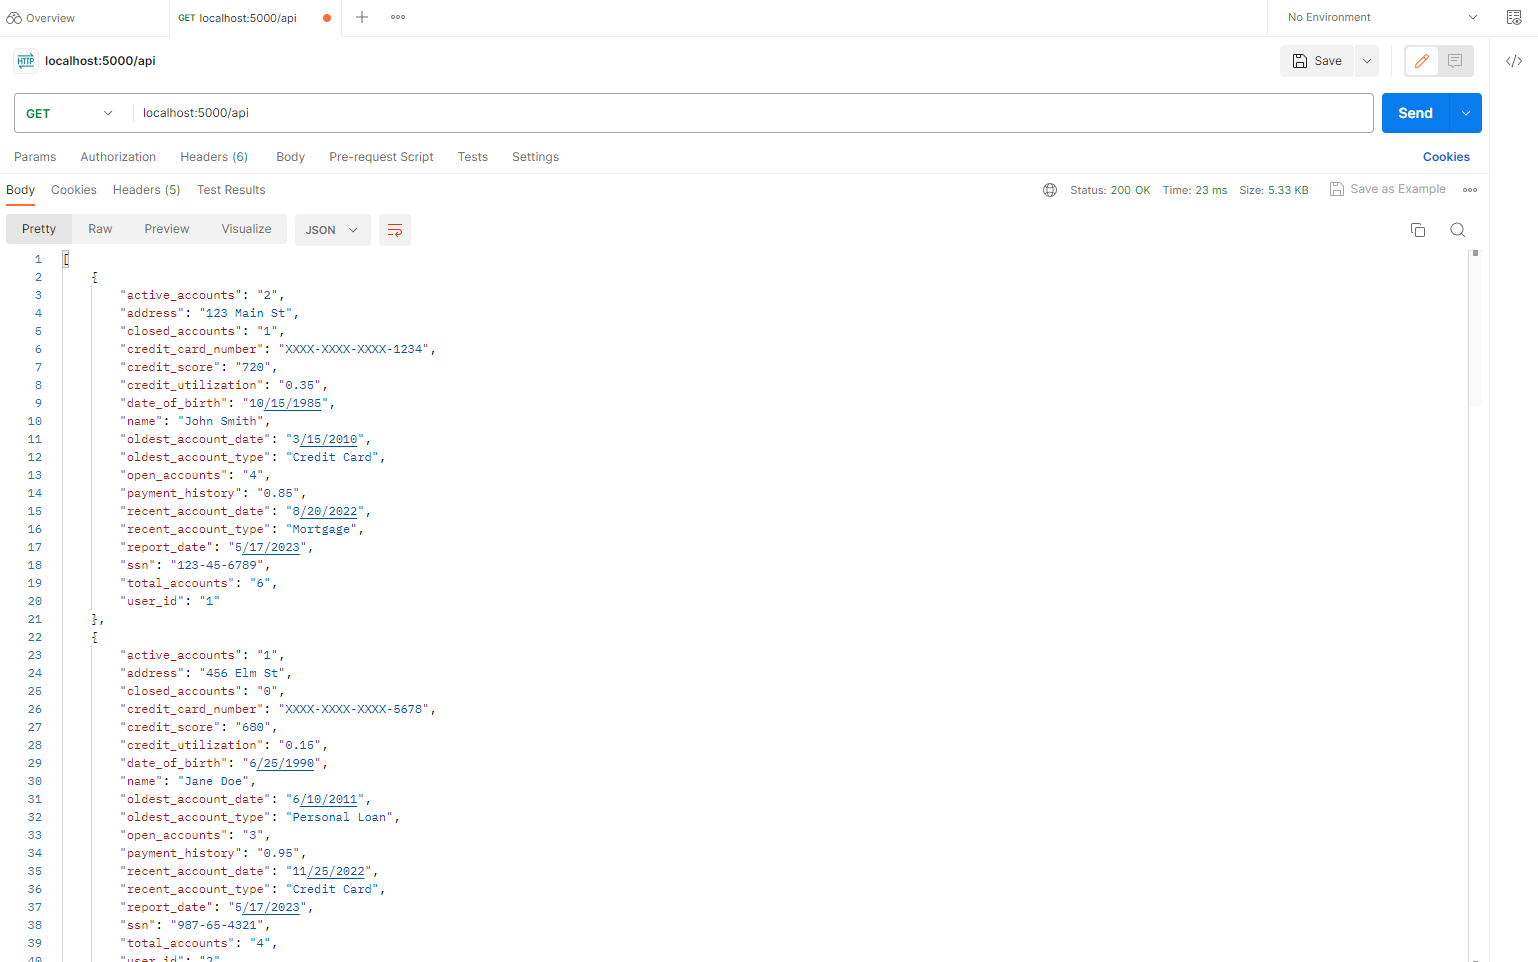 Overview
GET localhost:5000/api
No Environment
HTTP localhost:5000/api
Save
GET localhost:5000/api
Send
Params Authorization Headers (6) Body Pre-request Script Tests Settings
Cookies
Body Cookies Headers (5) Test Results
Status: 200 OK Time: 23 ms Size: 5.33 KB
Save as Example
Pretty Raw Preview Visualize JSON
1 [
2 {
3 "active_accounts": "2",
4 "address": "123 Main St",
5 "closed_accounts": "1",
6 "credit_card_number": "XXXX-XXXX-XXXX-1234",
7 "credit_score": "720",
8 "credit_utilization": "0.35",
9 "date_of_birth": "10/15/1985",
10 "name": "John Smith",
11 "oldest_account_date": "3/15/2010",
12 "oldest_account_type": "Credit Card",
13 "open_accounts": "4",
14 "payment_history": "0.85",
15 "recent_account_date": "8/20/2022",
16 "recent_account_type": "Mortgage",
17 "report_date": "5/17/2023",
18 "ssn": "123-45-6789",
19 "total_accounts": "6",
20 "user_id": "1"
21 },
22 {
23 "active_accounts": "1",
24 "address": "456 Elm St",
25 "closed_accounts": "0",
26 "credit_card_number": "XXXX-XXXX-XXXX-5678",
27 "credit_score": "680",
28 "credit_utilization": "0.15",
29 "date_of_birth": "6/25/1990",
30 "name": "Jane Doe",
31 "oldest_account_date": "6/10/2011",
32 "oldest_account_type": "Personal Loan",
33 "open_accounts": "3",
34 "payment_history": "0.95",
35 "recent_account_date": "11/25/2022",
36 "recent_account_type": "Credit Card",
37 "report_date": "5/17/2023",
38 "ssn": "987-65-4321",
39 "total_accounts": "4",
40 "user_id": "2"